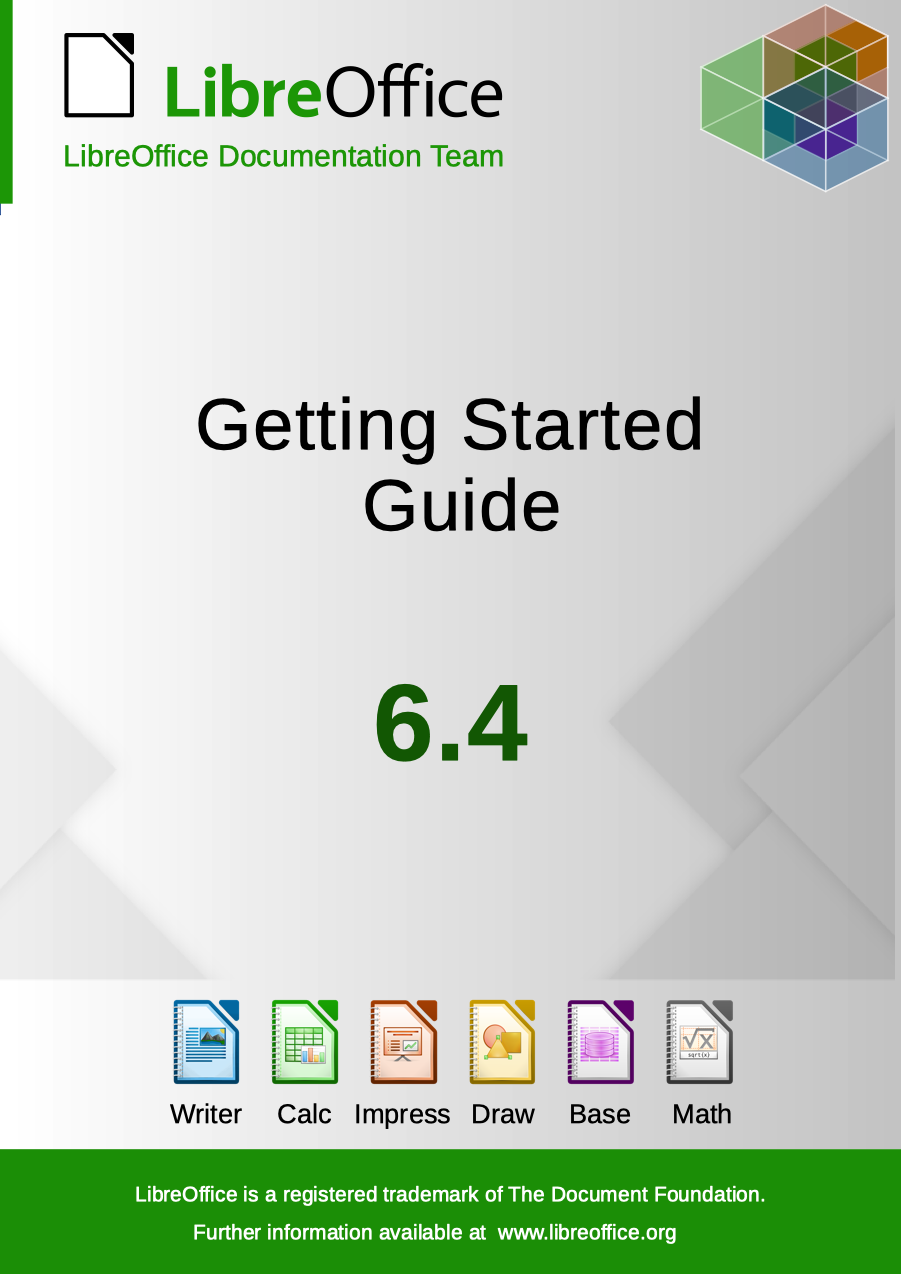 LibreOffice
LibreOffice Documentation Team
Getting Started
Guide
6.4
√x
sqrt(x)
Writer Calc Impress Draw Base Math
LibreOffice is a registered trademark of The Document Foundation.
Further information available at www.libreoffice.org